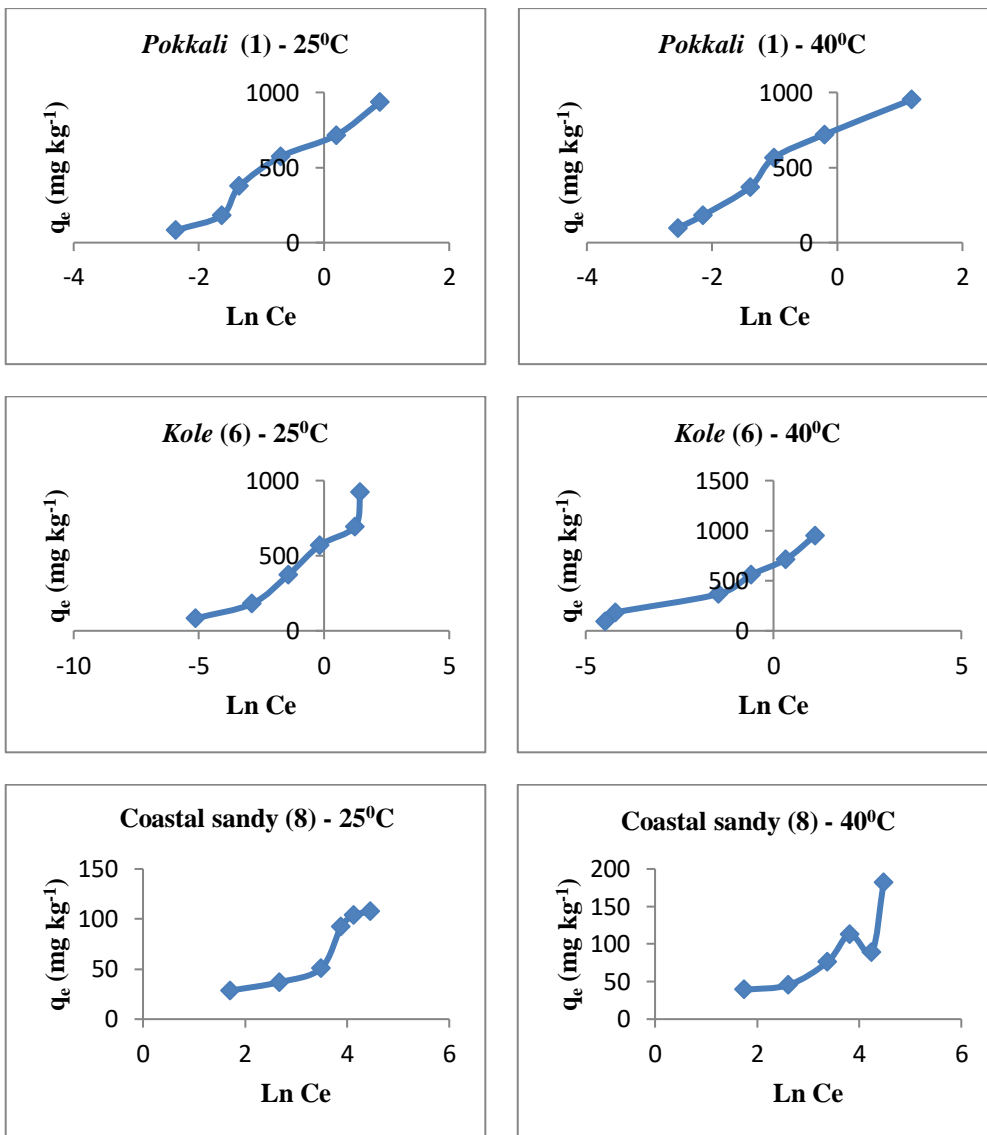 Pokkali (1) - 25⁰C
1000
500
0
-4 -2 0 2
qₑ (mg kg⁻¹)
Ln Ce
Pokkali (1) - 40⁰C
1000
500
0
-4 -2 0 2
qₑ (mg kg⁻¹)
Ln Ce
Kole (6) - 25⁰C
1000
500
0
-10 -5 0 5
qₑ (mg kg⁻¹)
Ln Ce
Kole (6) - 40⁰C
1500
1000
500
0
-5 0 5
qₑ (mg kg⁻¹)
Ln Ce
Coastal sandy (8) - 25⁰C
150
100
50
0
0 2 4 6
qₑ (mg kg⁻¹)
Ln Ce
Coastal sandy (8) - 40⁰C
200
150
100
50
0
0 2 4 6
qₑ (mg kg⁻¹)
Ln Ce